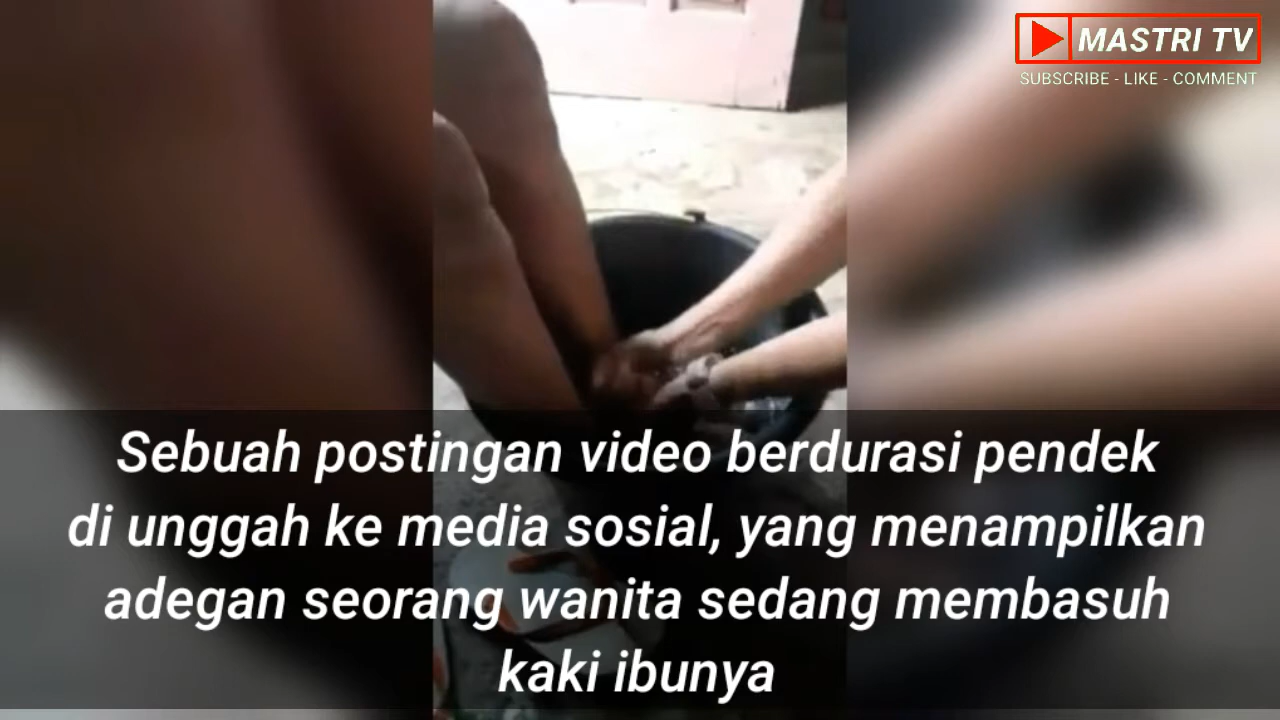 MASTRI TV
SUBSCRIBE - LIKE - COMMENT
Sebuah postingan video berdurasi pendek
di unggah ke media sosial, yang menampilkan
adegan seorang wanita sedang membasuh
kaki ibunya